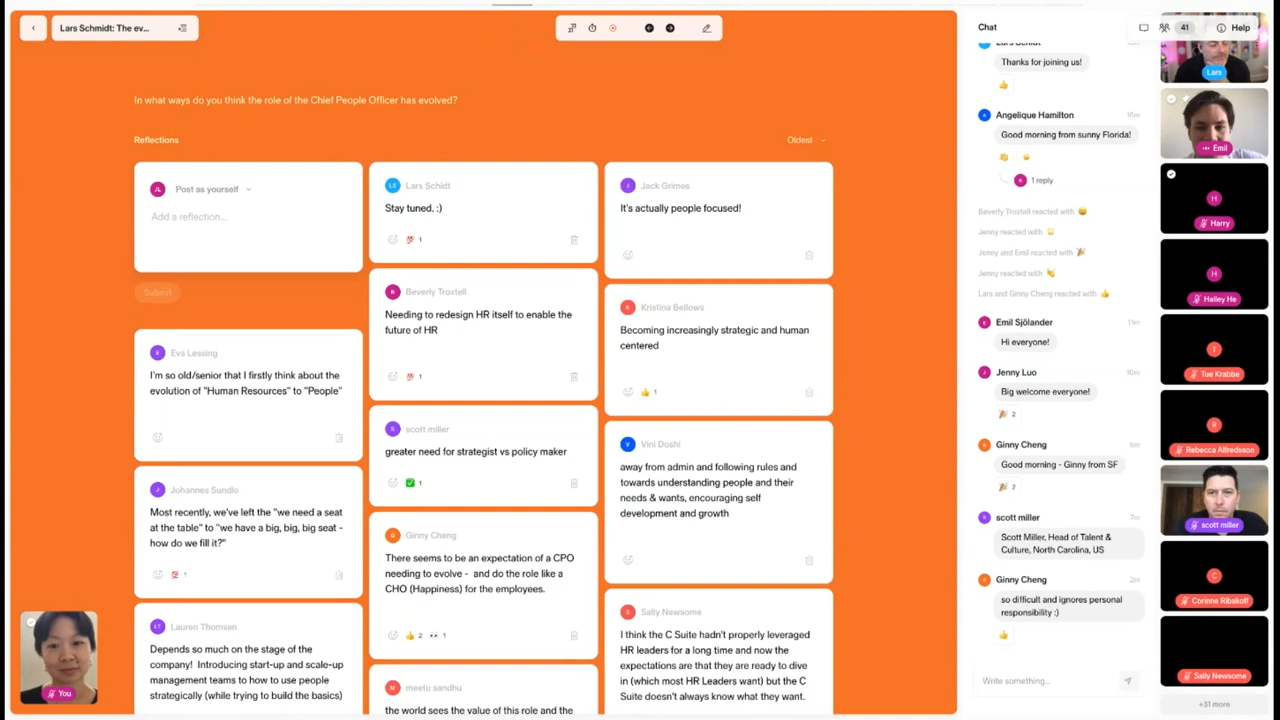 Lars Schmidt: The ev...
41
Help
In what ways do you think the role of the Chief People Officer has evolved?
Reflections
Oldest
JL
Post as yourself
Add a reflection...
Submit
Eva Lessing
I'm so old/senior that I firstly think about the
evolution of "Human Resources" to "People"
Johannes Sundlo
Most recently, we've left the "we need a seat
at the table" to "we have a big, big, big seat -
how do we fill it?"
1
Lauren Thomsen
Depends so much on the stage of the
company! Introducing start-up and scale-up
management teams to how to use people
strategically (while trying to build the basics)
Lars Schidt
Stay tuned. :)
1
Beverly Troxtell
Needing to redesign HR itself to enable the
future of HR
1
scott miller
greater need for strategist vs policy maker
1
Ginny Cheng
There seems to be an expectation of a CPO
needing to evolve - and do the role like a
CHO (Happiness) for the employees.
2
1
meetu sandhu
the world sees the value of this role and the
Jack Grimes
It's actually people focused!
Kristina Bellows
Becoming increasingly strategic and human
centered
1
Vini Doshi
away from admin and following rules and
towards understanding people and their
needs & wants, encouraging self
development and growth
Sally Newsome
I think the C Suite hadn't properly leveraged
HR leaders for a long time and now the
expectations are that they are ready to dive
in (which most HR Leaders want) but the C
Suite doesn't always know what they want.
You
Chat
Thanks for joining us!
Angelique Hamilton
16m
Good morning from sunny Florida!
1 reply
Beverly Troxtell reacted with
Jenny reacted with
Jenny and Emil reacted with
Jenny reacted with
Lars and Ginny Cheng reacted with
Emil Sjölander
11m
Hi everyone!
Jenny Luo
10m
Big welcome everyone!
2
Ginny Cheng
9m
Good morning - Ginny from SF
2
scott miller
7m
Scott Miller, Head of Talent &
Culture, North Carolina, US
Ginny Cheng
2m
so difficult and ignores personal
responsibility :)
Write something...
Lars
Emil
H
Harry
H
Hailey He
T
Tue Krabbe
R
Rebecca Alfredsson
scott miller
C
Corinne Ribakoff
Sally Newsome
+31 more